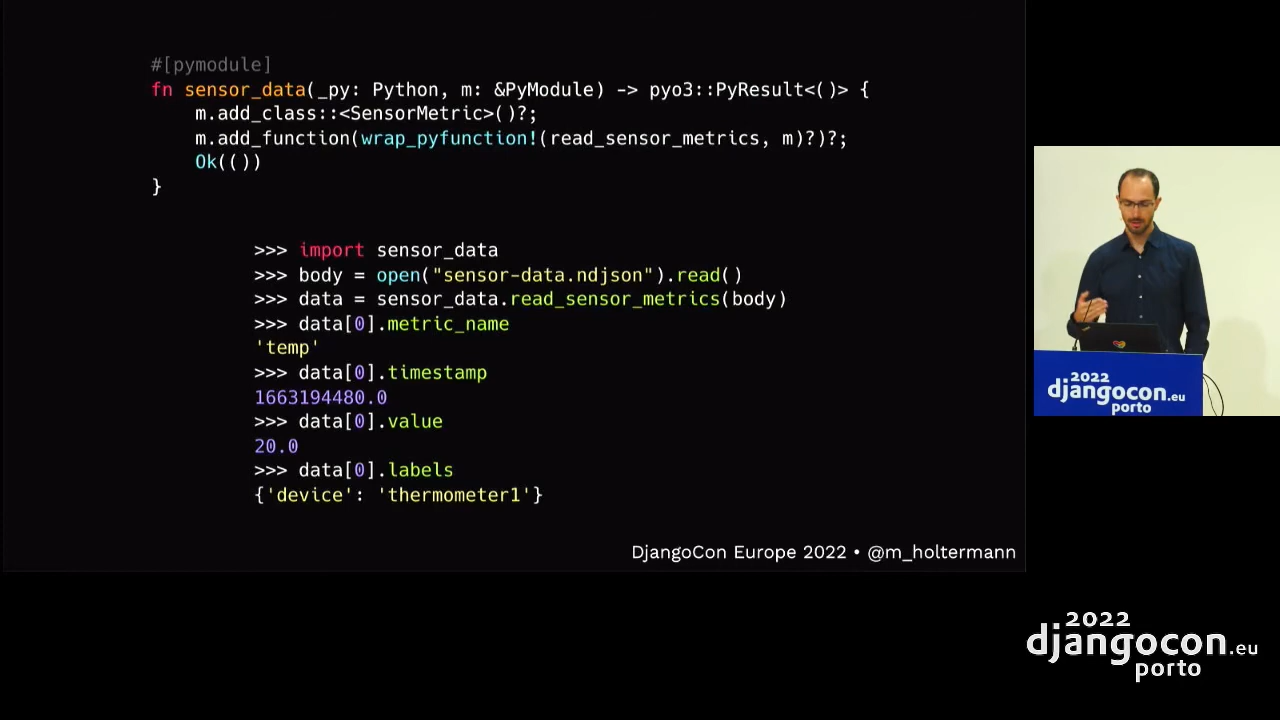 #[pymodule]
fn sensor_data(_py: Python, m: &PyModule) -> pyo3::PyResult<()> {
    m.add_class::<SensorMetric>()?;
    m.add_function(wrap_pyfunction!(read_sensor_metrics, m)?)?;
    Ok(())
}
>>> import sensor_data
>>> body = open("sensor-data.ndjson").read()
>>> data = sensor_data.read_sensor_metrics(body)
>>> data[0].metric_name
'temp'
>>> data[0].timestamp
1663194480.0
>>> data[0].value
20.0
>>> data[0].labels
{'device': 'thermometer1'}
DjangoCon Europe 2022 • @m_holtermann
2022
djangocon.eu
porto
2022
djangocon.eu
porto